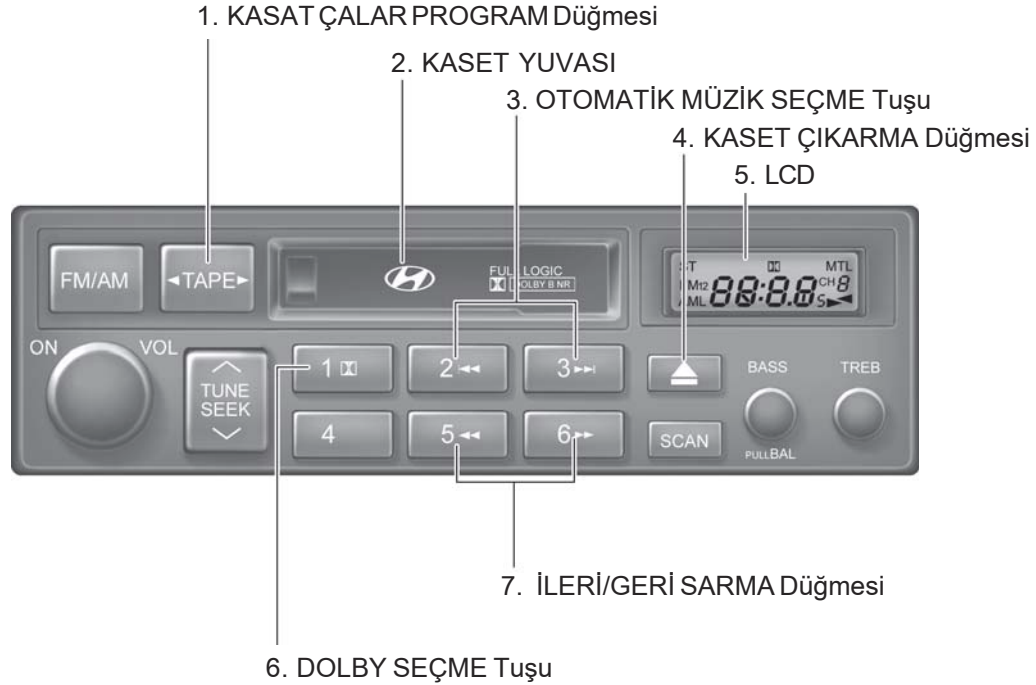 1. KASAT ÇALAR PROGRAM Düğmesi
2. KASET YUVASI
3. OTOMATİK MÜZİK SEÇME Tuşu
4. KASET ÇIKARMA Düğmesi
5. LCD
FM/AM
◄TAPE►
FULL LOGIC
DOLBY B NR
ST MTL
FM12 88:8.8 CH 8
AML S
ON VOL
TUNE
SEEK
1
2
3
BASS TREB
4
5
6
SCAN
PULL BAL
7. İLERİ/GERİ SARMA Düğmesi
6. DOLBY SEÇME Tuşu